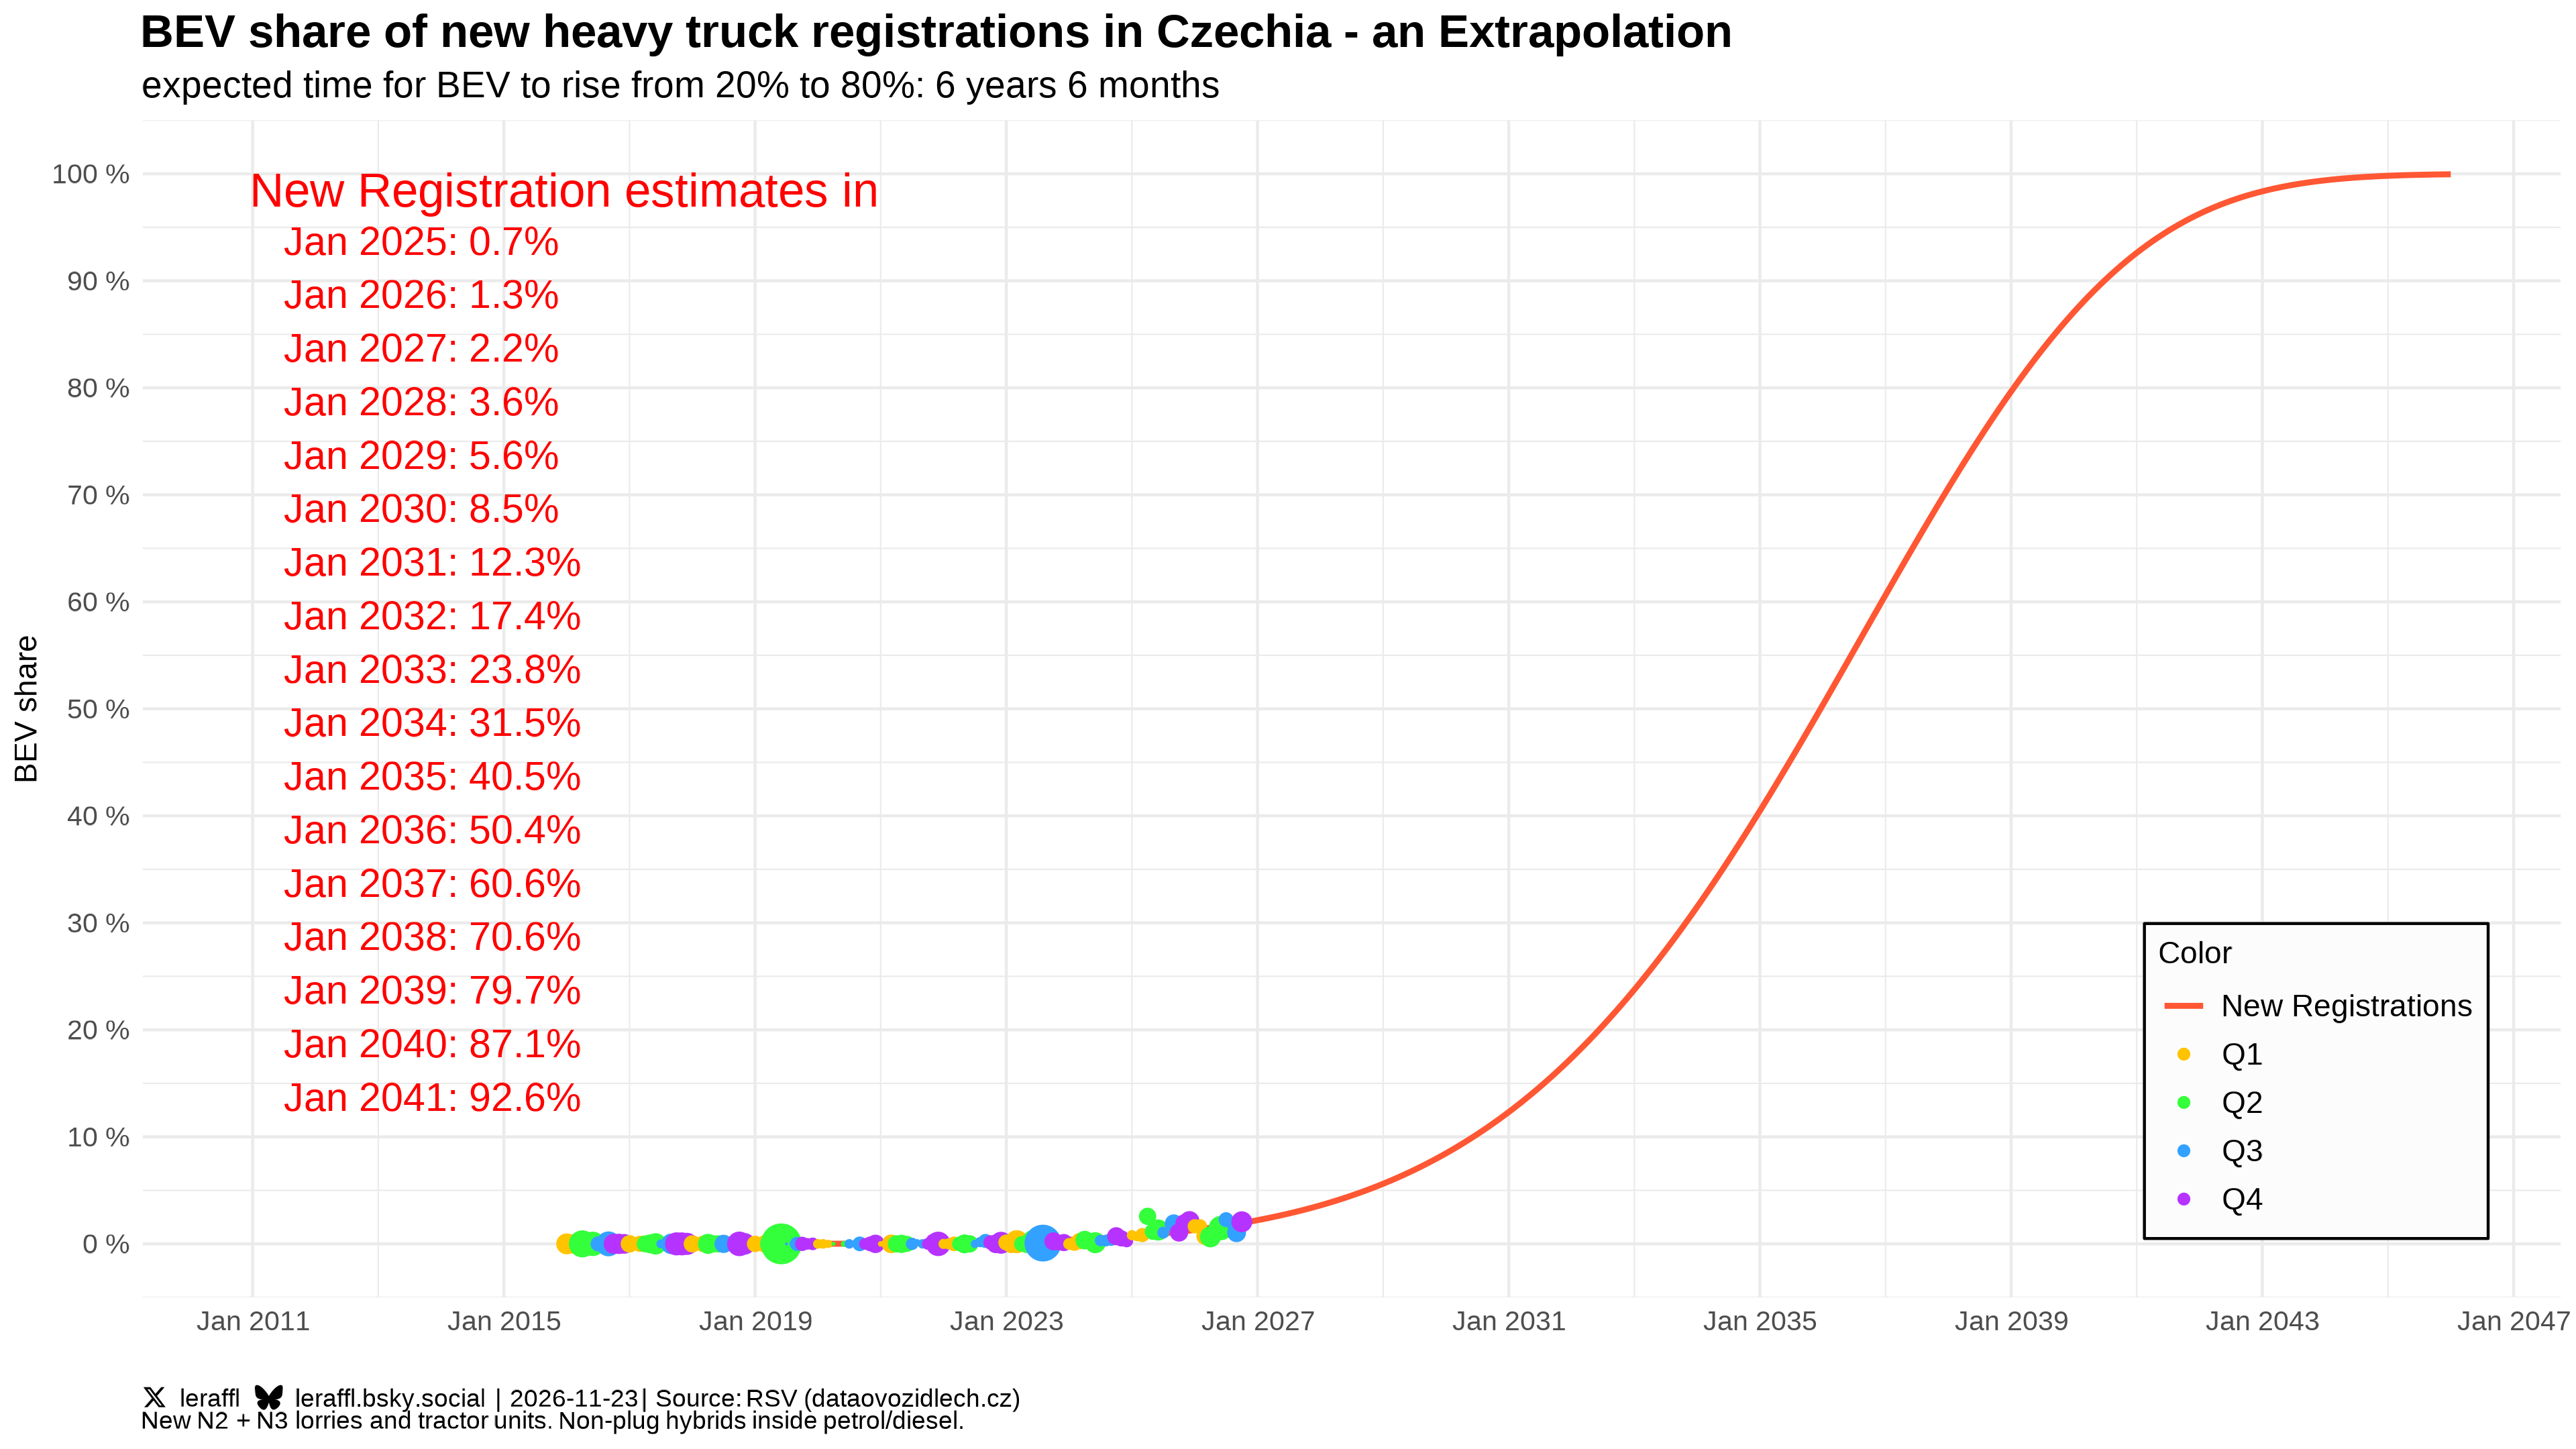 BEV share of new heavy truck registrations in Czechia - an Extrapolation
expected time for BEV to rise from 20% to 80%: 6 years 6 months
BEV share
100 %
90 %
80 %
70 %
60 %
50 %
40 %
30 %
20 %
10 %
0 %
New Registration estimates in
Jan 2025: 0.7%
Jan 2026: 1.3%
Jan 2027: 2.2%
Jan 2028: 3.6%
Jan 2029: 5.6%
Jan 2030: 8.5%
Jan 2031: 12.3%
Jan 2032: 17.4%
Jan 2033: 23.8%
Jan 2034: 31.5%
Jan 2035: 40.5%
Jan 2036: 50.4%
Jan 2037: 60.6%
Jan 2038: 70.6%
Jan 2039: 79.7%
Jan 2040: 87.1%
Jan 2041: 92.6%
Color
New Registrations
Q1
Q2
Q3
Q4
Jan 2011
Jan 2015
Jan 2019
Jan 2023
Jan 2027
Jan 2031
Jan 2035
Jan 2039
Jan 2043
Jan 2047
leraffl leraffl.bsky.social | 2026-11-23 | Source: RSV (dataovozidlech.cz)
New N2 + N3 lorries and tractor units. Non-plug hybrids inside petrol/diesel.